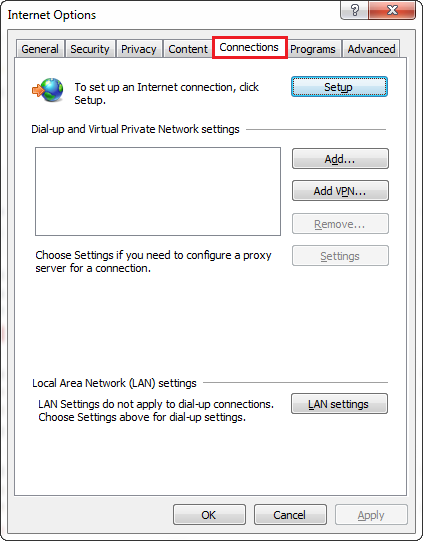 Internet Options
?
General Security Privacy Content Connections Programs Advanced
To set up an Internet connection, click
Setup.
Setup
Dial-up and Virtual Private Network settings
Add...
Add VPN...
Remove...
Choose Settings if you need to configure a proxy
server for a connection.
Settings
Local Area Network (LAN) settings
LAN Settings do not apply to dial-up connections.
Choose Settings above for dial-up settings.
LAN settings
OK Cancel Apply